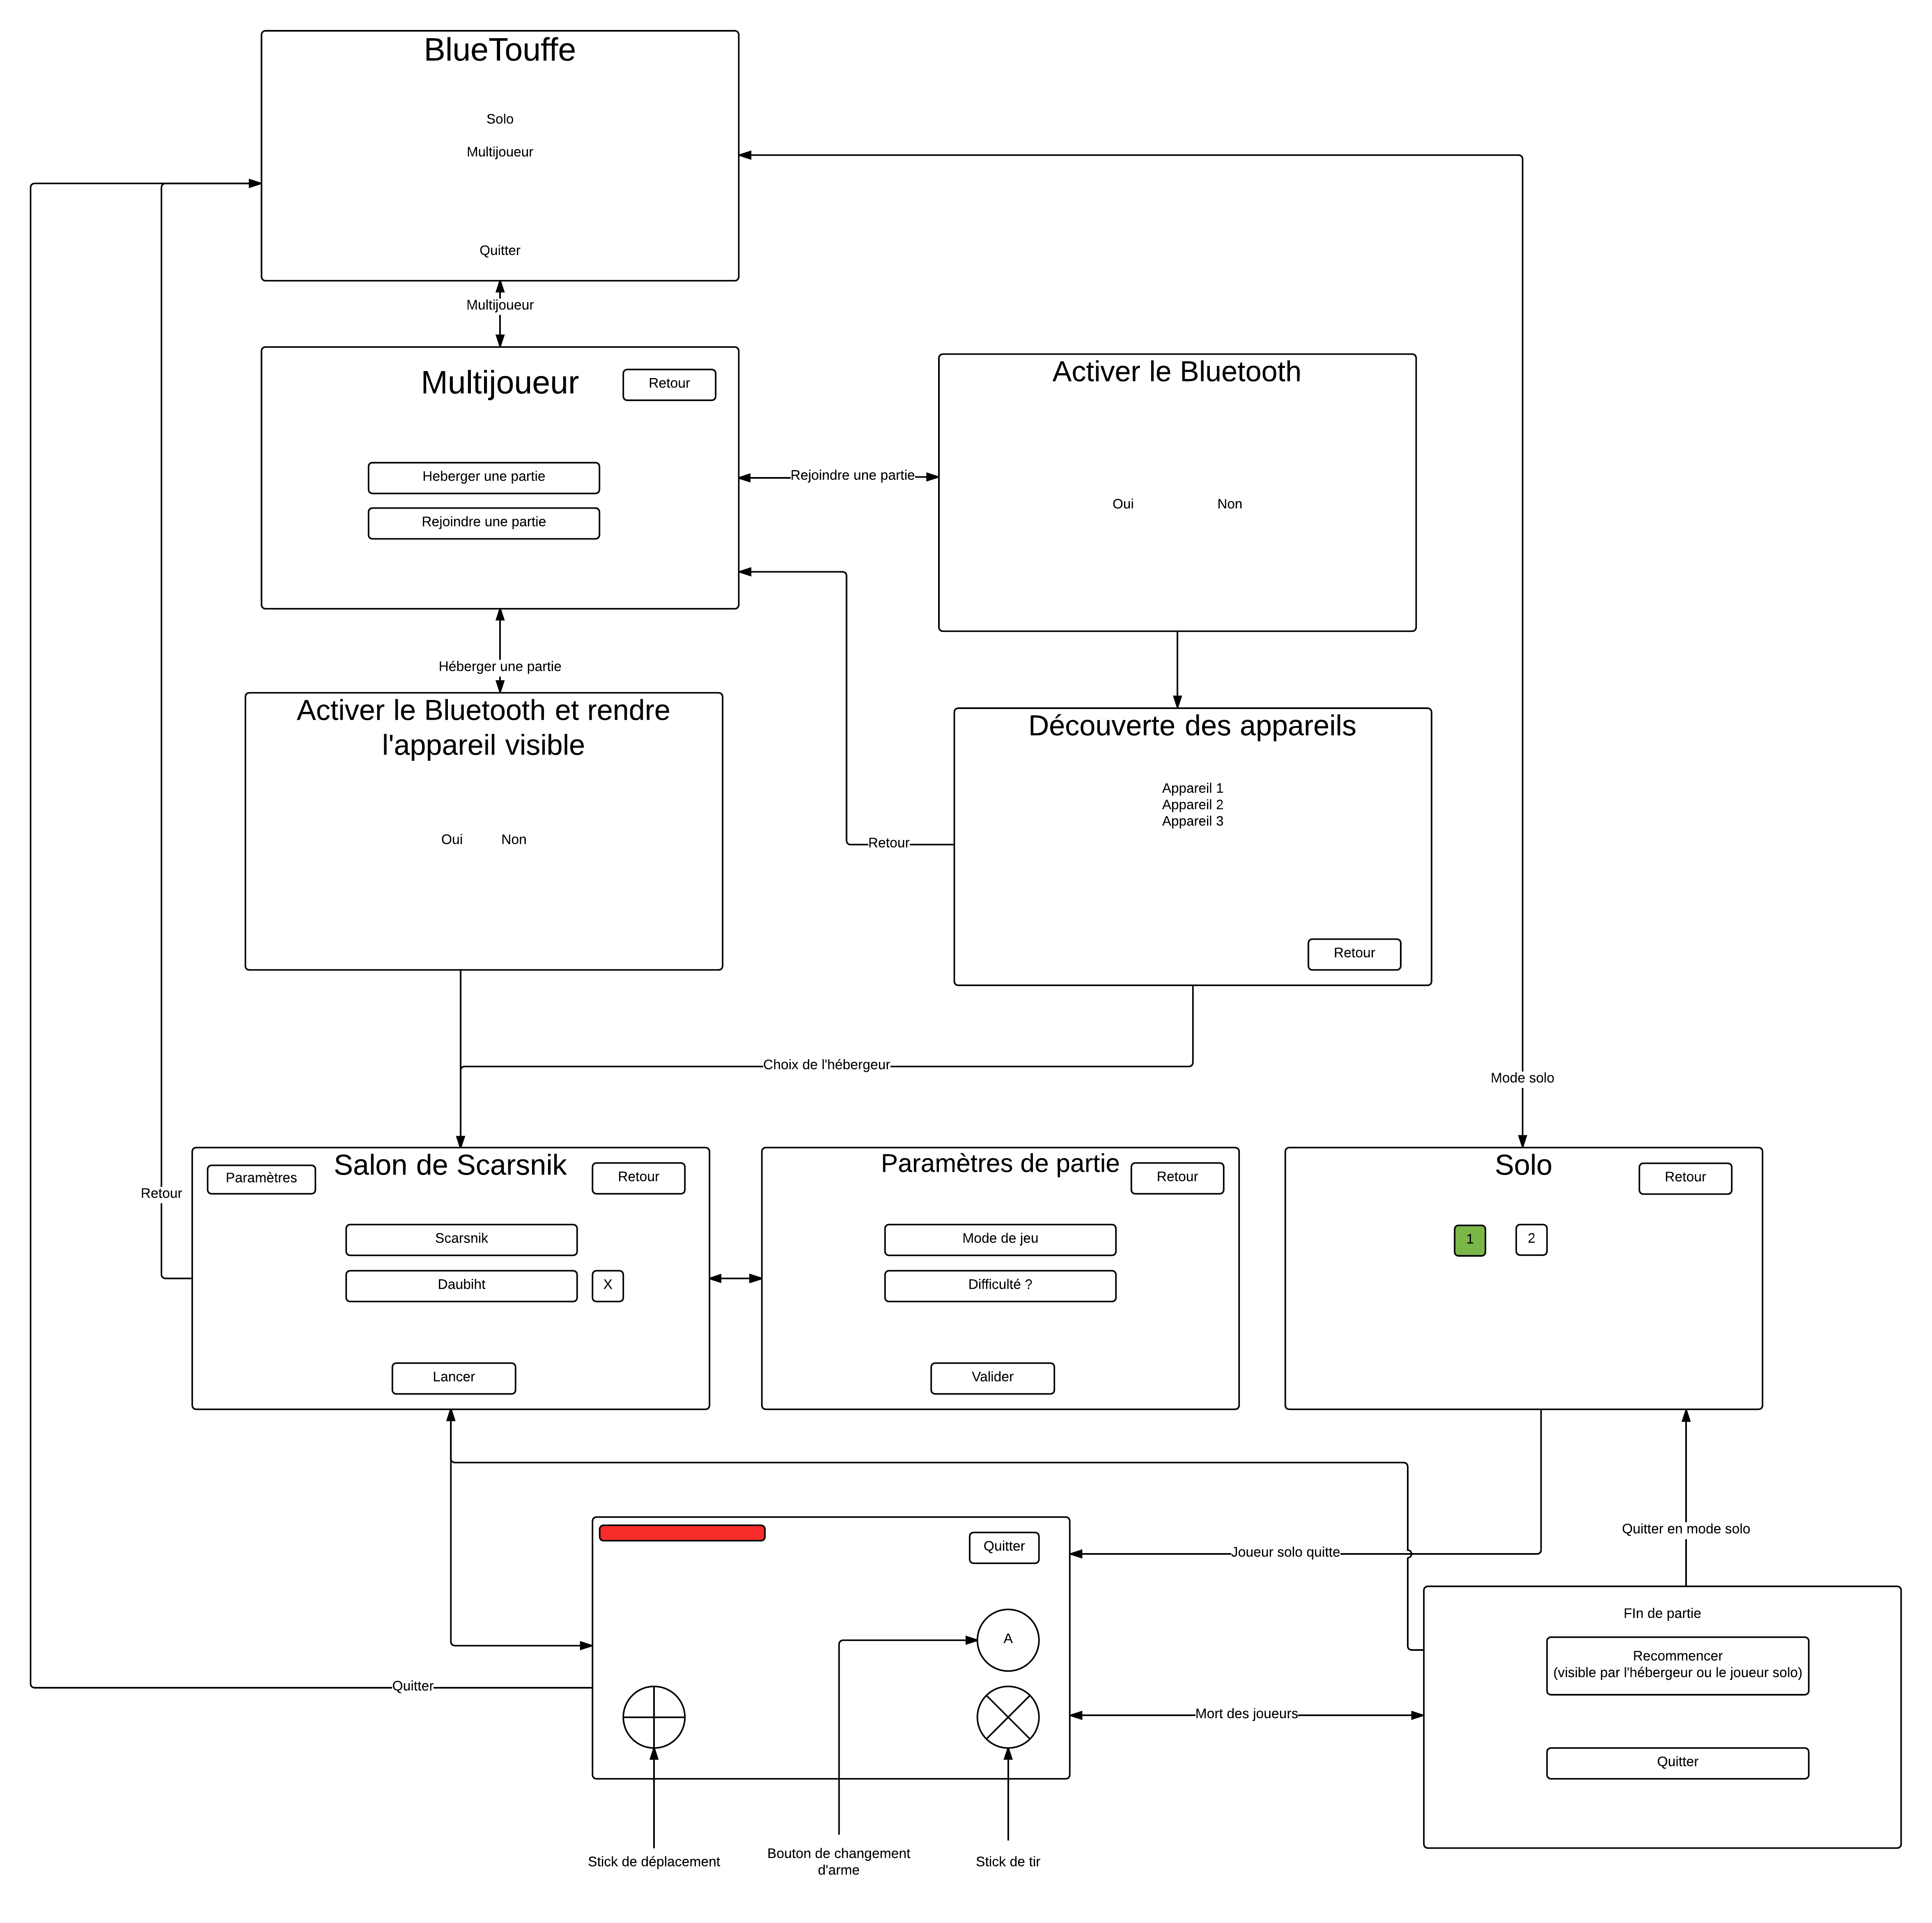 BlueTouffe
Solo
Multijoueur
Quitter
Multijoueur
Multijoueur
Retour
Heberger une partie
Rejoindre une partie
Rejoindre une partie
Activer le Bluetooth
Oui
Non
Héberger une partie
Activer le Bluetooth et rendre
l'appareil visible
Oui
Non
Découverte des appareils
Appareil 1
Appareil 2
Appareil 3
Retour
Retour
Choix de l'hébergeur
Mode solo
Retour
Paramètres
Salon de Scarsnik
Retour
Scarsnik
Daubiht
X
Lancer
Paramètres de partie
Retour
Mode de jeu
Difficulté ?
Valider
Solo
Retour
1
2
Quitter
A
Joueur solo quitte
Quitter en mode solo
Quitter
Mort des joueurs
FIn de partie
Recommencer
(visible par l'hébergeur ou le joueur solo)
Quitter
Stick de déplacement
Bouton de changement
d'arme
Stick de tir